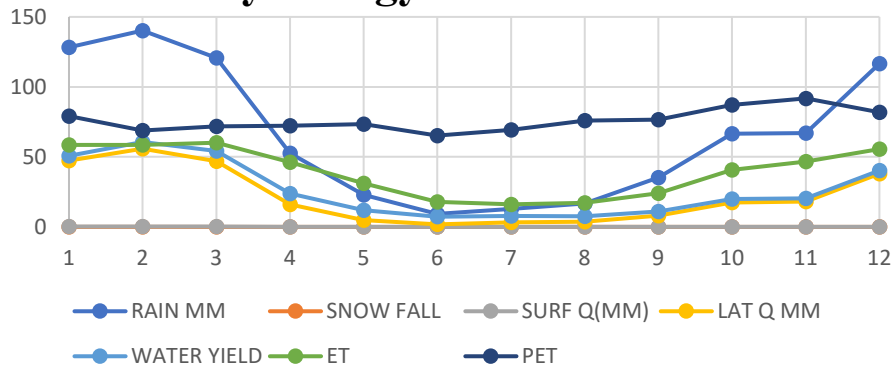 150
100
50
0
1 2 3 4 5 6 7 8 9 10 11 12
RAIN MM SNOW FALL SURF Q(MM) LAT Q MM
WATER YIELD ET PET